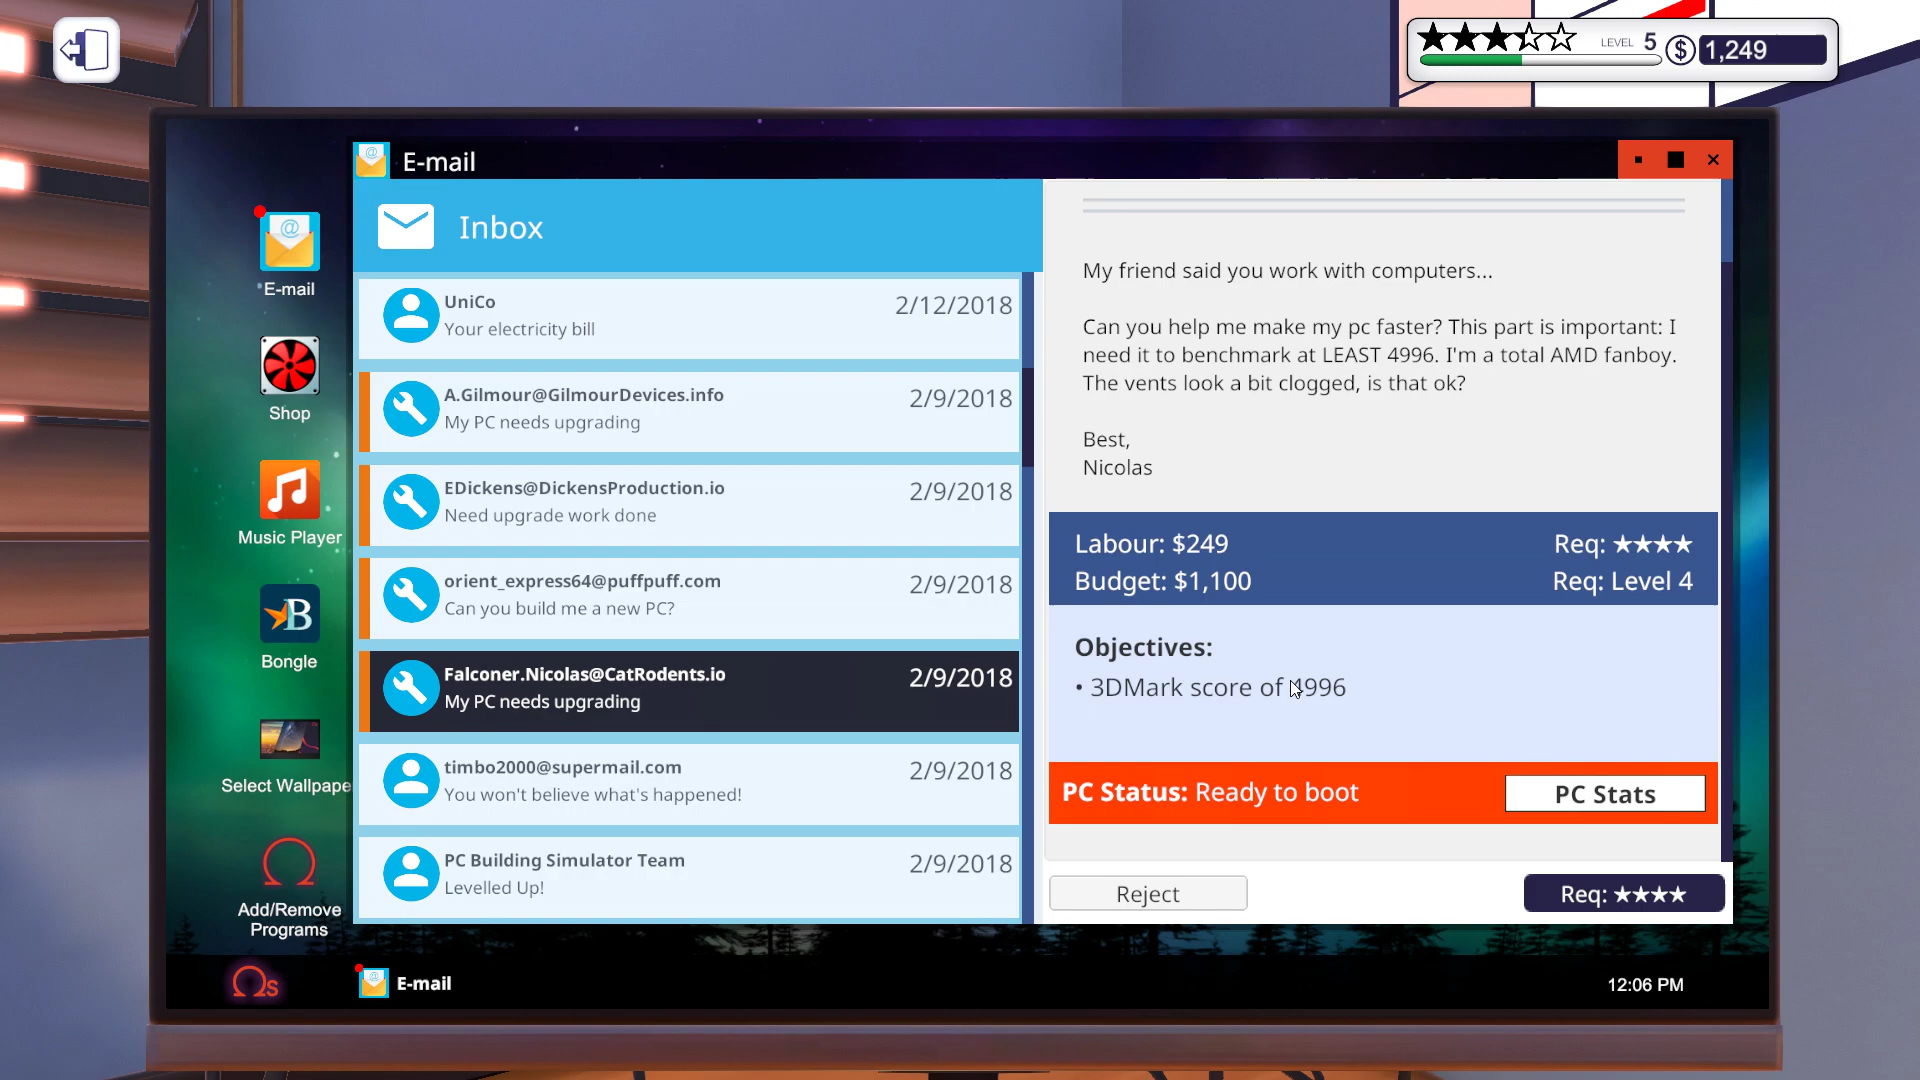 LEVEL 5 $ 1,249
E-mail
Inbox
E-mail
Shop
Music Player
Bongle
Select Wallpape
Add/Remove
Programs
UniCo
Your electricity bill
2/12/2018
A.Gilmour@GilmourDevices.info
My PC needs upgrading
2/9/2018
EDickens@DickensProduction.io
Need upgrade work done
2/9/2018
orient_express64@puffpuff.com
Can you build me a new PC?
2/9/2018
Falconer.Nicolas@CatRodents.io
My PC needs upgrading
2/9/2018
timbo2000@supermail.com
You won't believe what's happened!
2/9/2018
PC Building Simulator Team
Levelled Up!
2/9/2018
My friend said you work with computers...
Can you help me make my pc faster? This part is important: I
need it to benchmark at LEAST 4996. I'm a total AMD fanboy.
The vents look a bit clogged, is that ok?
Best,
Nicolas
Labour: $249
Req: ★★★★
Budget: $1,100
Req: Level 4
Objectives:
• 3DMark score of 4996
PC Status: Ready to boot
PC Stats
Reject
Req: ★★★★
Ωs
E-mail
12:06 PM